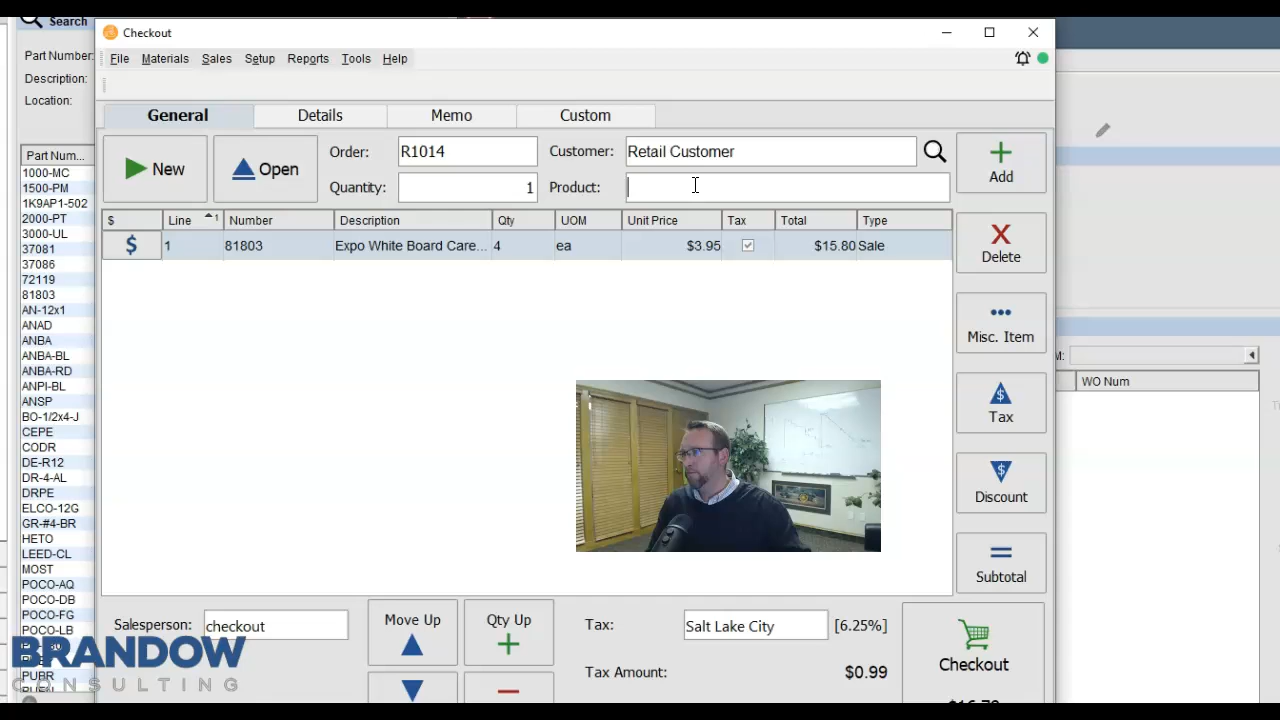 Search
Checkout
Part Number:
File Materials Sales Setup Reports Tools Help
Description:
Location:
General Details Memo Custom
New Open Order: R1014 Customer: Retail Customer
Add
Quantity: 1 Product:
Part Num...
1000-MC
1500-PM
1K9AP1-502
2000-PT
3000-UL
37081
37086
72119
81803
AN-12x1
ANAD
ANBA
ANBA-BL
ANBA-RD
ANPI-BL
ANSP
BO-1/2x4-J
CEPE
CODR
DE-R12
DR-4-AL
DRPE
ELCO-12G
GR-#4-BR
HETO
LEED-CL
MOST
POCO-AQ
POCO-DB
POCO-FG
POCO-LB
PUBR
$ Line 1 Number Description Qty UOM Unit Price Tax Total Type
$ 1 81803 Expo White Board Care... 4 ea $3.95 $15.80 Sale
Delete
Misc. Item
Tax
Discount
Subtotal
WO Num
Salesperson: checkout
Move Up
Qty Up
Tax: Salt Lake City [6.25%]
Tax Amount: $0.99
Checkout
BRANDOW
CONSULTING